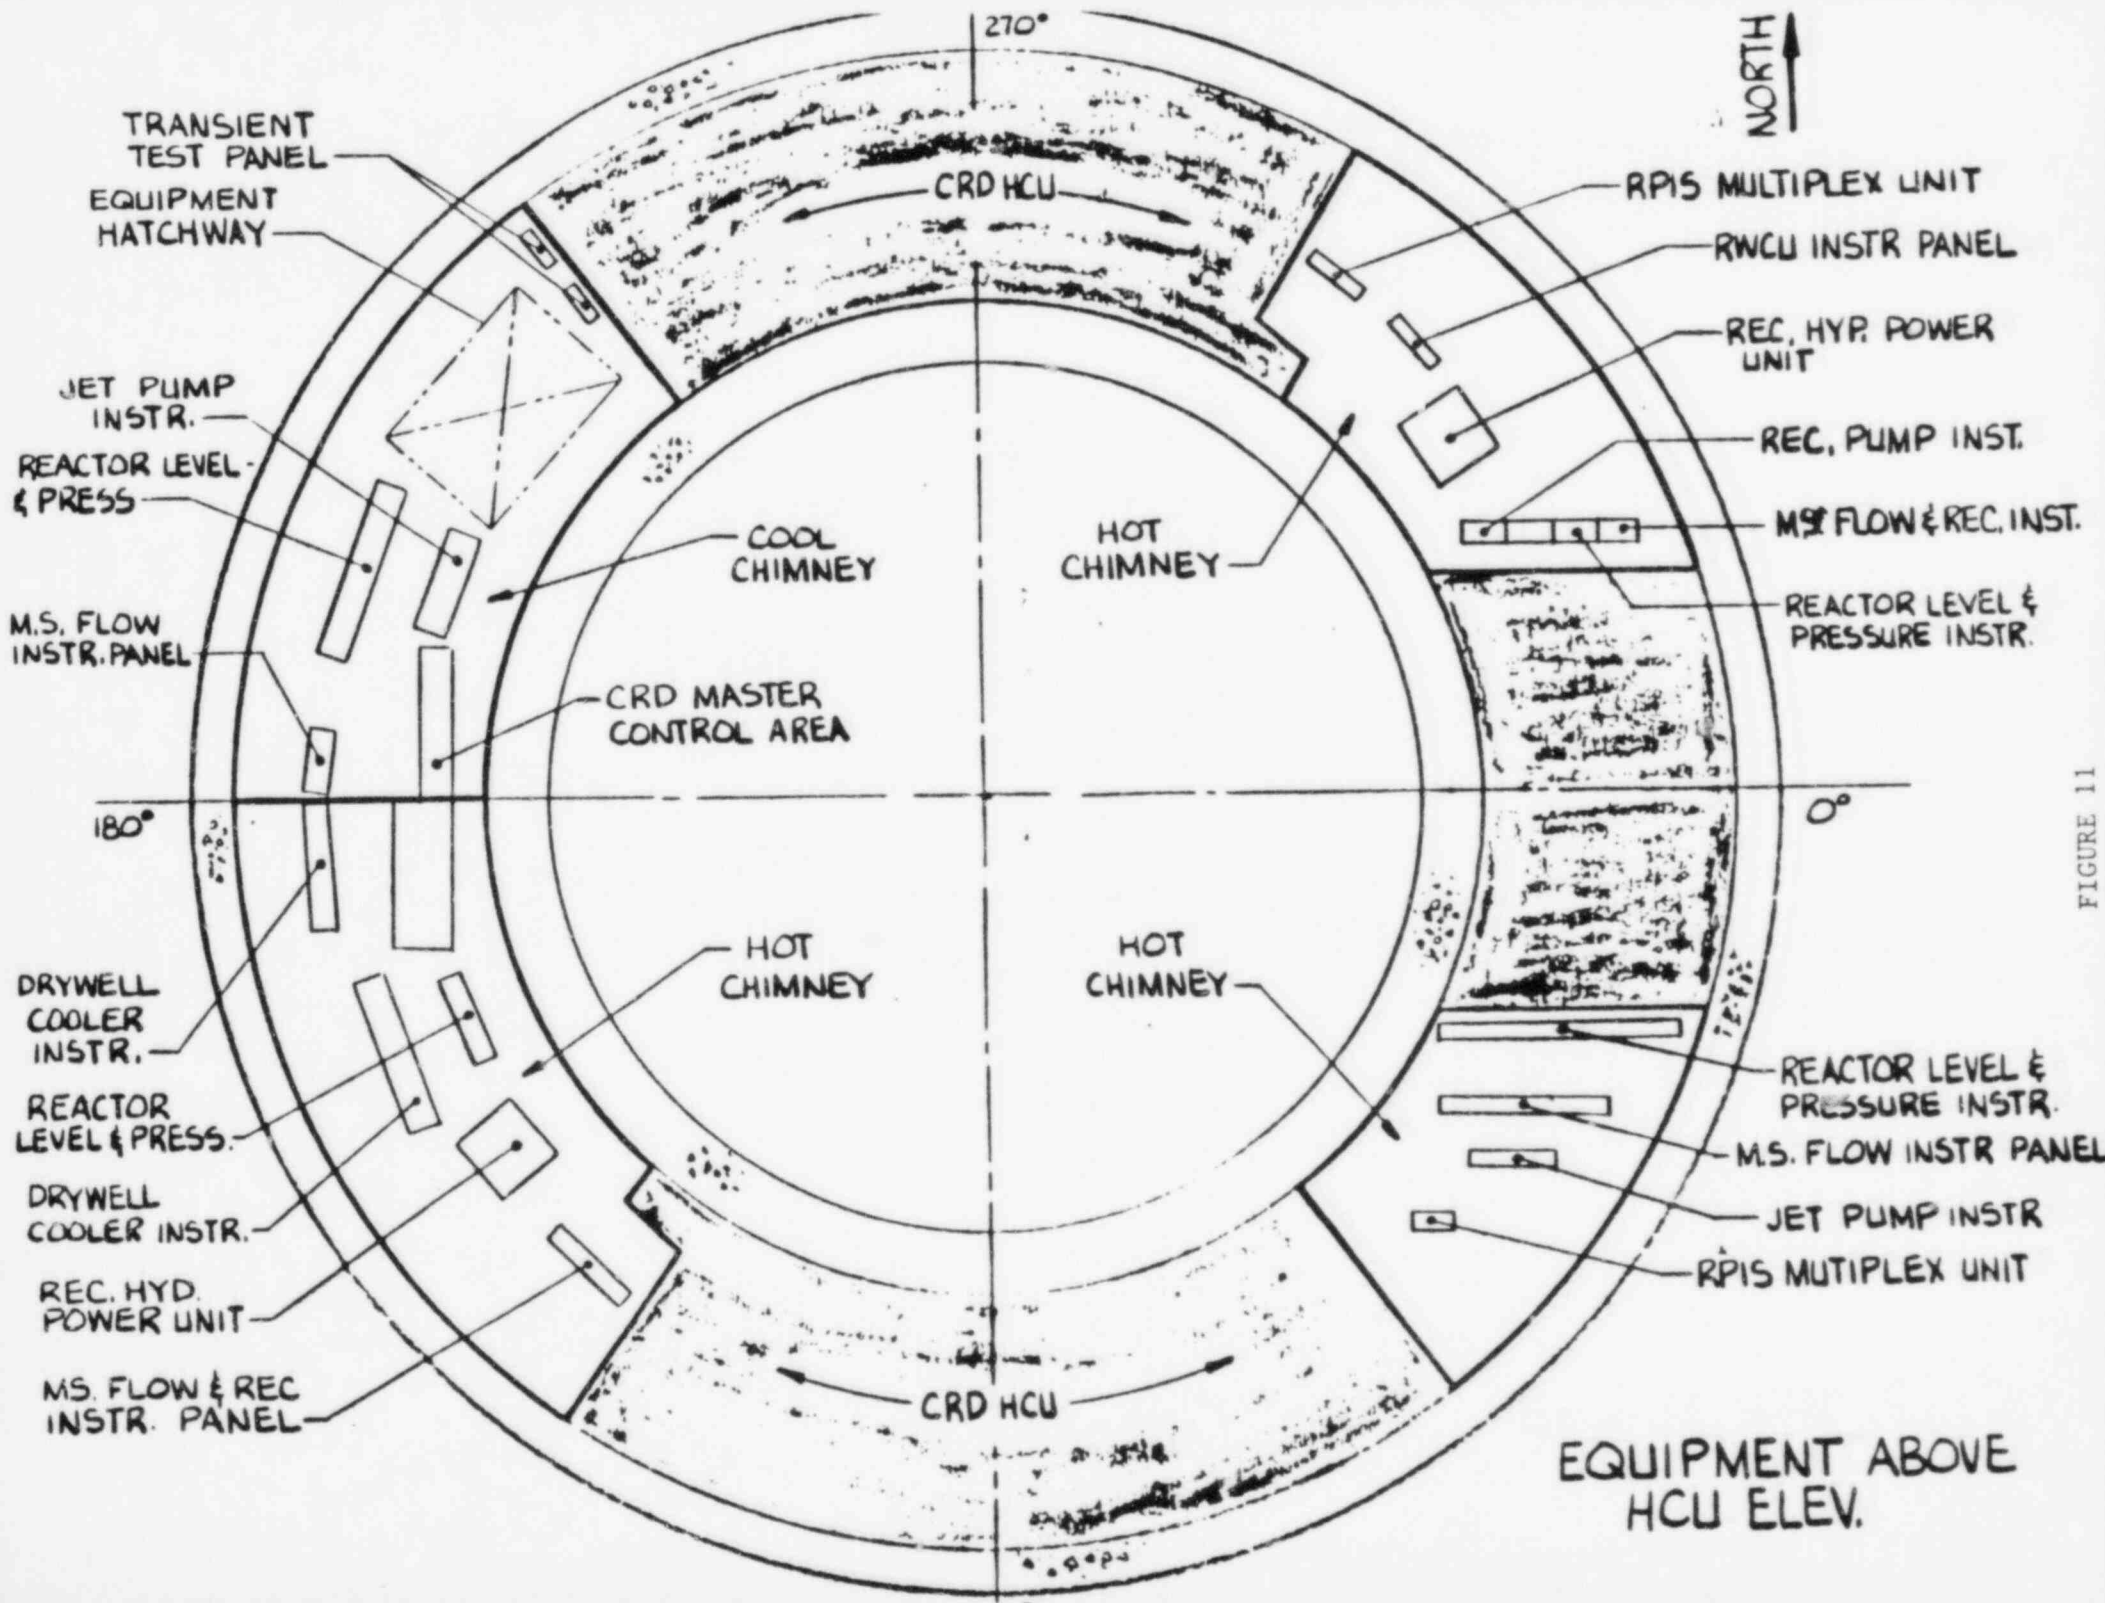 270°
NORTH
TRANSIENT
TEST PANEL
EQUIPMENT
HATCHWAY
JET PUMP
INSTR.
REACTOR LEVEL
& PRESS
M.S. FLOW
INSTR. PANEL
180°
DRYWELL
COOLER
INSTR.
REACTOR
LEVEL & PRESS.
DRYWELL
COOLER INSTR.
REC. HYD.
POWER UNIT
MS. FLOW & REC
INSTR. PANEL
CRD HCU
COOL
CHIMNEY
HOT
CHIMNEY
CRD MASTER
CONTROL AREA
HOT
CHIMNEY
HOT
CHIMNEY
CRD HCU
RPIS MULTIPLEX UNIT
RWCU INSTR PANEL
REC. HYP. POWER
UNIT
REC. PUMP INST.
FLOW & REC. INST.
REACTOR LEVEL &
PRESSURE INSTR.
0°
REACTOR LEVEL &
PRESSURE INSTR.
M.S. FLOW INSTR PANEL
JET PUMP INSTR
RPIS MUTIPLEX UNIT
EQUIPMENT ABOVE
HCU ELEV.
FIGURE 11